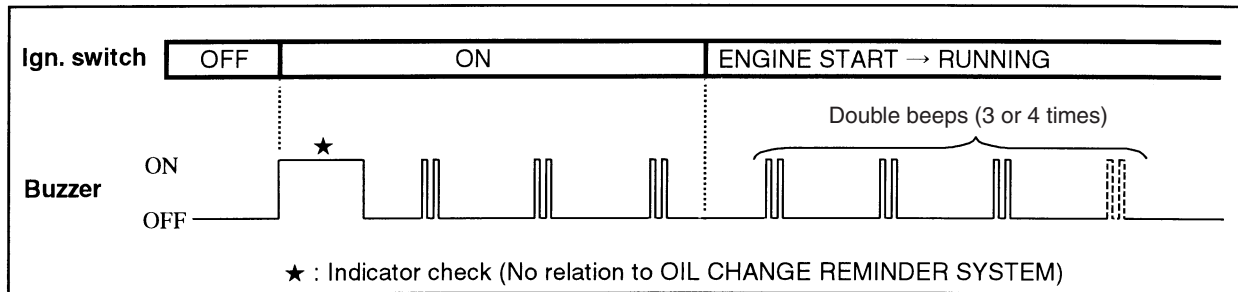 Ign. switch OFF ON ENGINE START → RUNNING
Double beeps (3 or 4 times)
★
ON
Buzzer
OFF
★ : Indicator check (No relation to OIL CHANGE REMINDER SYSTEM)